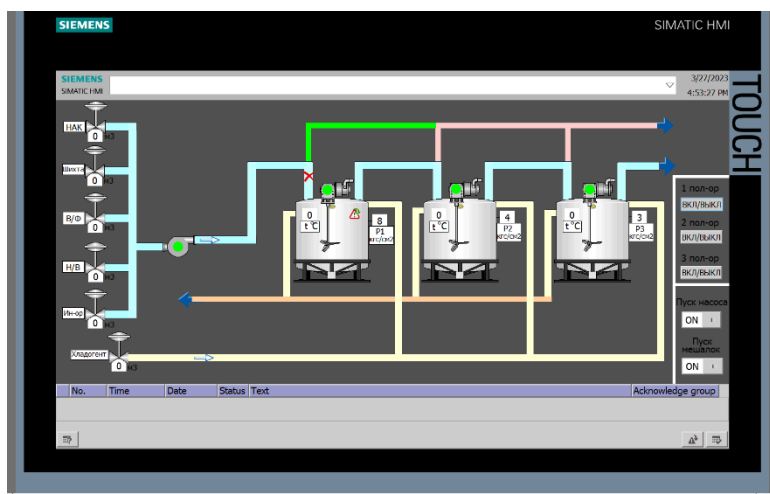 SIEMENS
SIMATIC HMI
TOUCH
SIEMENS
SIMATIC HMI
3/27/2023
4:53:27 PM
НАК
0
м3
Шихта
0
м3
В/Ф
0
м3
Н/В
0
м3
Ин-ор
0
м3
Хладогент
0
м3
0
t°C
8
P1
кгс/см2
0
t°C
4
P2
кгс/см2
0
t°C
3
P3
кгс/см2
1 пол-ор
ВКЛ/ВЫКЛ
2 пол-ор
ВКЛ/ВЫКЛ
3 пол-ор
ВКЛ/ВЫКЛ
Пуск насоса
ON
Пуск
мешалок
ON
No. Time Date Status Text Acknowledge group